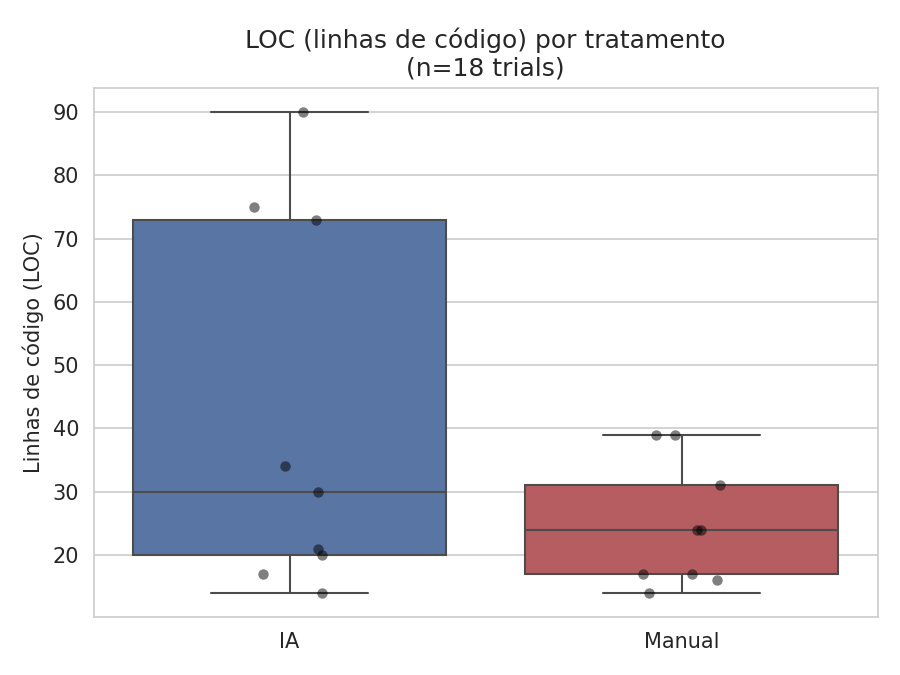 LOC (linhas de código) por tratamento
(n=18 trials)
Linhas de código (LOC)
90
80
70
60
50
40
30
20
IA
Manual